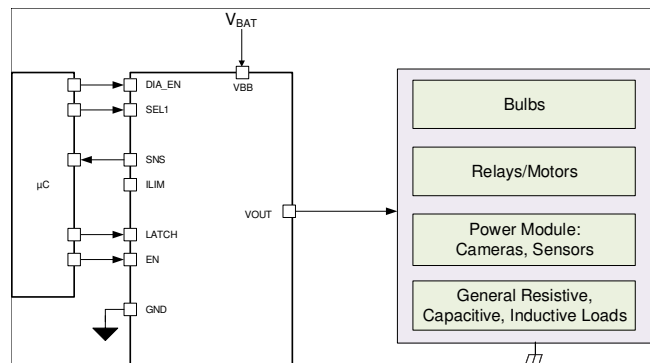 VBAT
DIA_EN
VBB
SEL1
SNS
µC
ILIM
VOUT
LATCH
EN
GND
Bulbs
Relays/Motors
Power Module:
Cameras, Sensors
General Resistive,
Capacitive, Inductive Loads